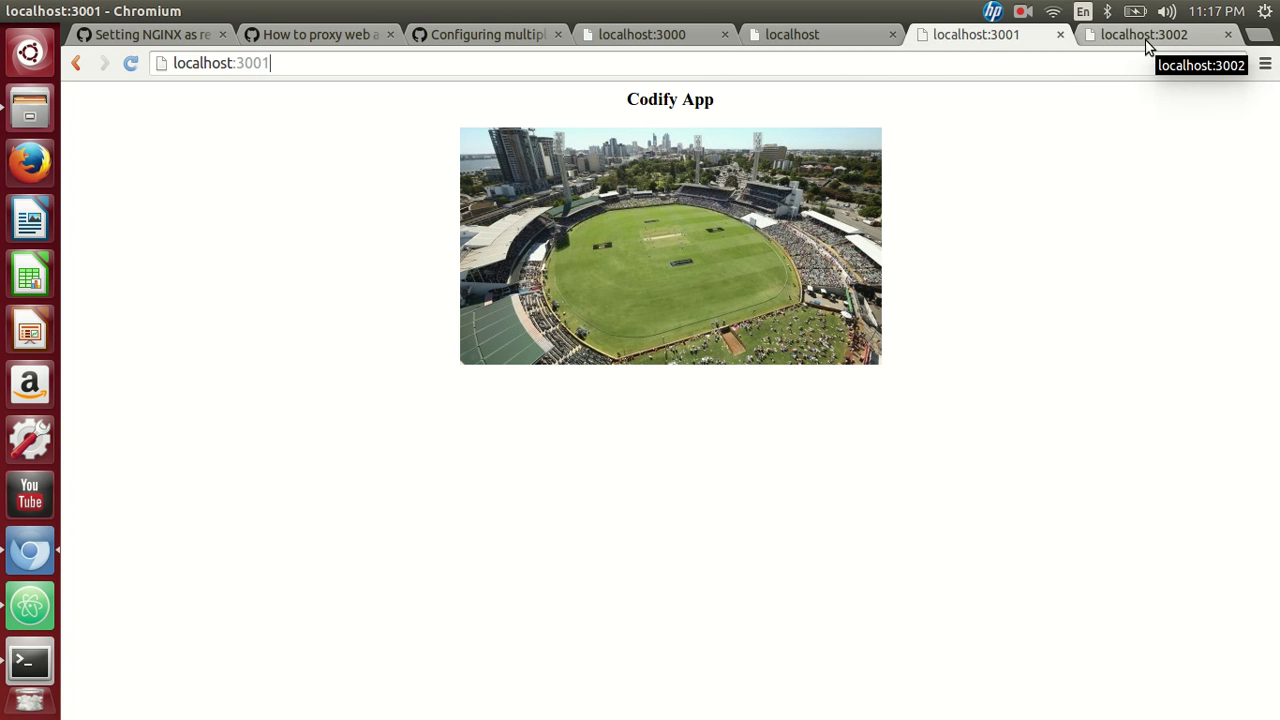 localhost:3001 - Chromium
En
11:17 PM
Setting NGINX as re
How to proxy web a
Configuring multipl
localhost:3000
localhost
localhost:3001
localhost:3002
localhost:3001
localhost:3002
Codify App
hp
a
You
Tube